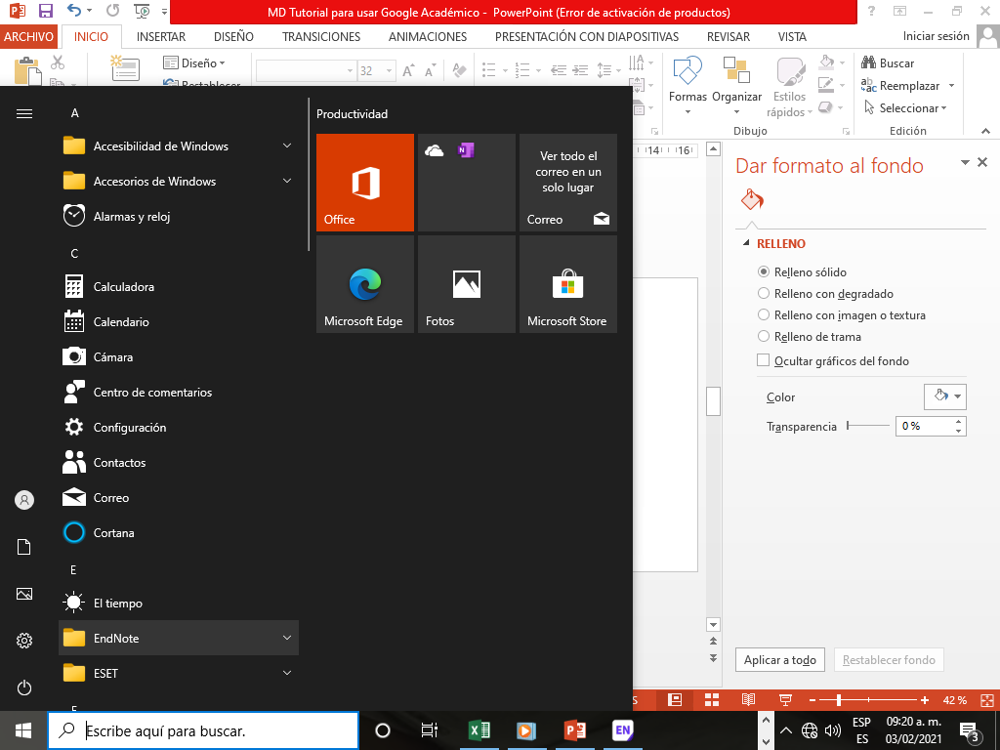 MD Tutorial para usar Google Académico - PowerPoint (Error de activación de productos)
ARCHIVO INICIO INSERTAR DISEÑO TRANSICIONES ANIMACIONES PRESENTACIÓN CON DIAPOSITIVAS REVISAR VISTA Iniciar sesión
Diseño
Restablecer
32
Formas Organizar Estilos rápidos
Buscar
Reemplazar
Seleccionar
Dibujo Edición
14 16
A
Accesibilidad de Windows
Accesorios de Windows
Alarmas y reloj
C
Calculadora
Calendario
Cámara
Centro de comentarios
Configuración
Contactos
Correo
Cortana
E
El tiempo
EndNote
ESET
F
Productividad
Office
Ver todo el
correo en un
solo lugar
Correo
Microsoft Edge Fotos Microsoft Store
Dar formato al fondo
RELLENO
Relleno sólido
Relleno con degradado
Relleno con imagen o textura
Relleno de trama
Ocultar gráficos del fondo
Color
Transparencia 0 %
Aplicar a todo Restablecer fondo
S 42 %
Escribe aquí para buscar.
EN
ESP
ES
09:20 a. m.
03/02/2021
3